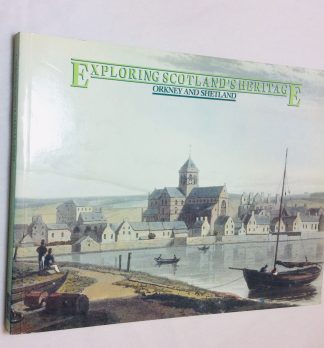 EXPLORING SCOTLAND'S HERITAGE
ORKNEY AND SHETLAND